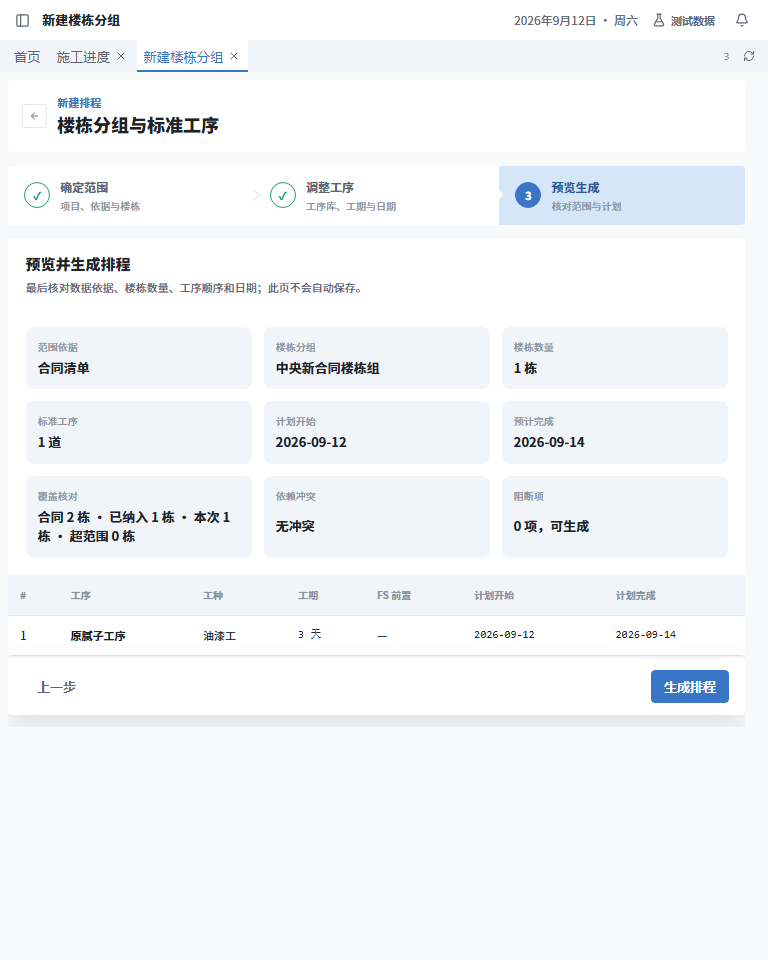 新建楼栋分组
2026年9月12日 • 周六 测试数据
首页 施工进度 × 新建楼栋分组 × 3
新建排程
楼栋分组与标准工序
✓ 确定范围
项目、依据与楼栋
✓ 调整工序
工序库、工期与日期
3 预览生成
核对范围与计划
预览并生成排程
最后核对数据依据、楼栋数量、工序顺序和日期；此页不会自动保存。
范围依据
合同清单
楼栋分组
中央新合同楼栋组
楼栋数量
1 栋
标准工序
1 道
计划开始
2026-09-12
预计完成
2026-09-14
覆盖核对
合同 2 栋 • 已纳入 1 栋 • 本次 1
栋 • 超范围 0 栋
依赖冲突
无冲突
阻断项
0 项，可生成
# 工序 工种 工期 FS 前置 计划开始 计划完成
1 原腻子工序 油漆工 3 天 — 2026-09-12 2026-09-14
上一步 生成排程